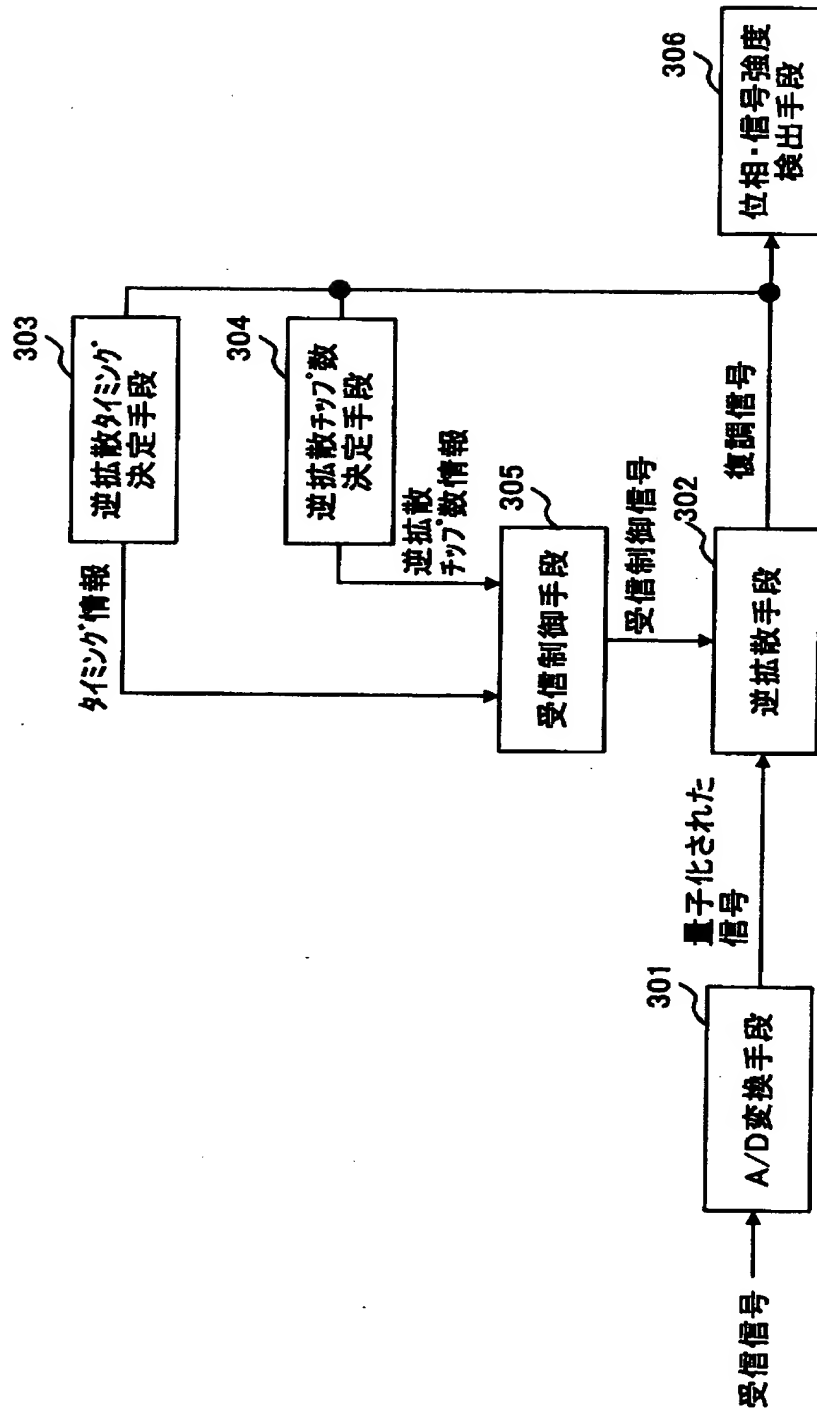 303
逆拡散タイミング
決定手段
タイミング情報
304
逆拡散チップ数
決定手段
逆拡散
チップ数情報
305
受信制御手段
受信制御信号
306
位相・信号強度
検出手段
302
逆拡散手段
復調信号
量子化された
信号
301
A/D変換手段
受信信号